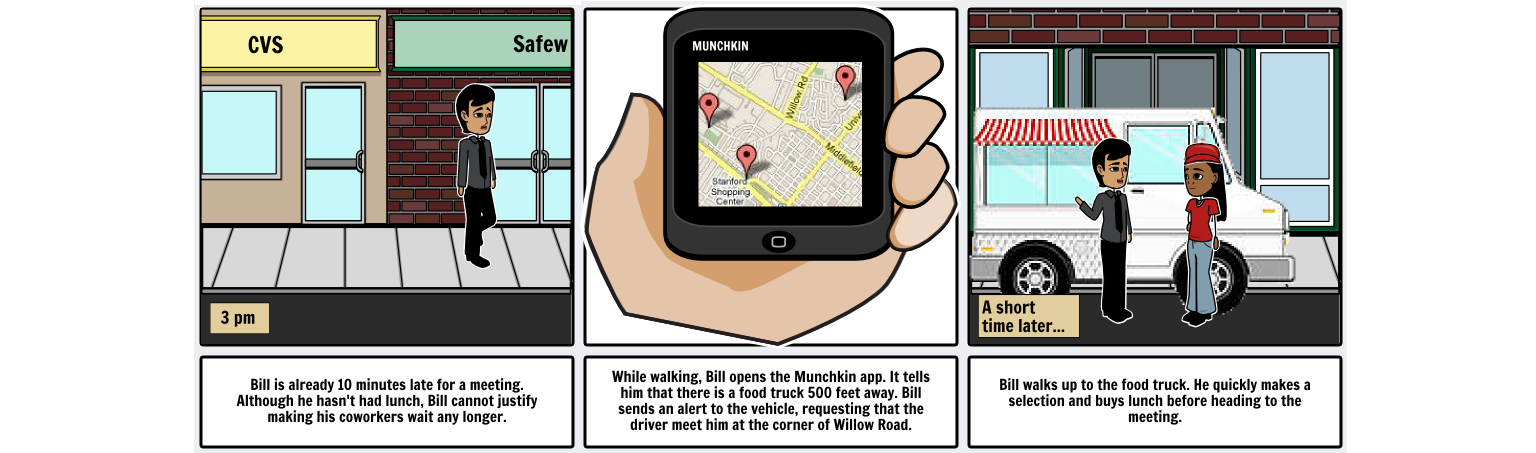 CVS
Safew
3 pm
Bill is already 10 minutes late for a meeting.
Although he hasn't had lunch, Bill cannot justify
making his coworkers wait any longer.
MUNCHKIN
Willow Rd
Unive
Middlefield
Stanford
Shopping
Center
While walking, Bill opens the Munchkin app. It tells
him that there is a food truck 500 feet away. Bill
sends an alert to the vehicle, requesting that the
driver meet him at the corner of Willow Road.
A short
time later...
Bill walks up to the food truck. He quickly makes a
selection and buys lunch before heading to the
meeting.